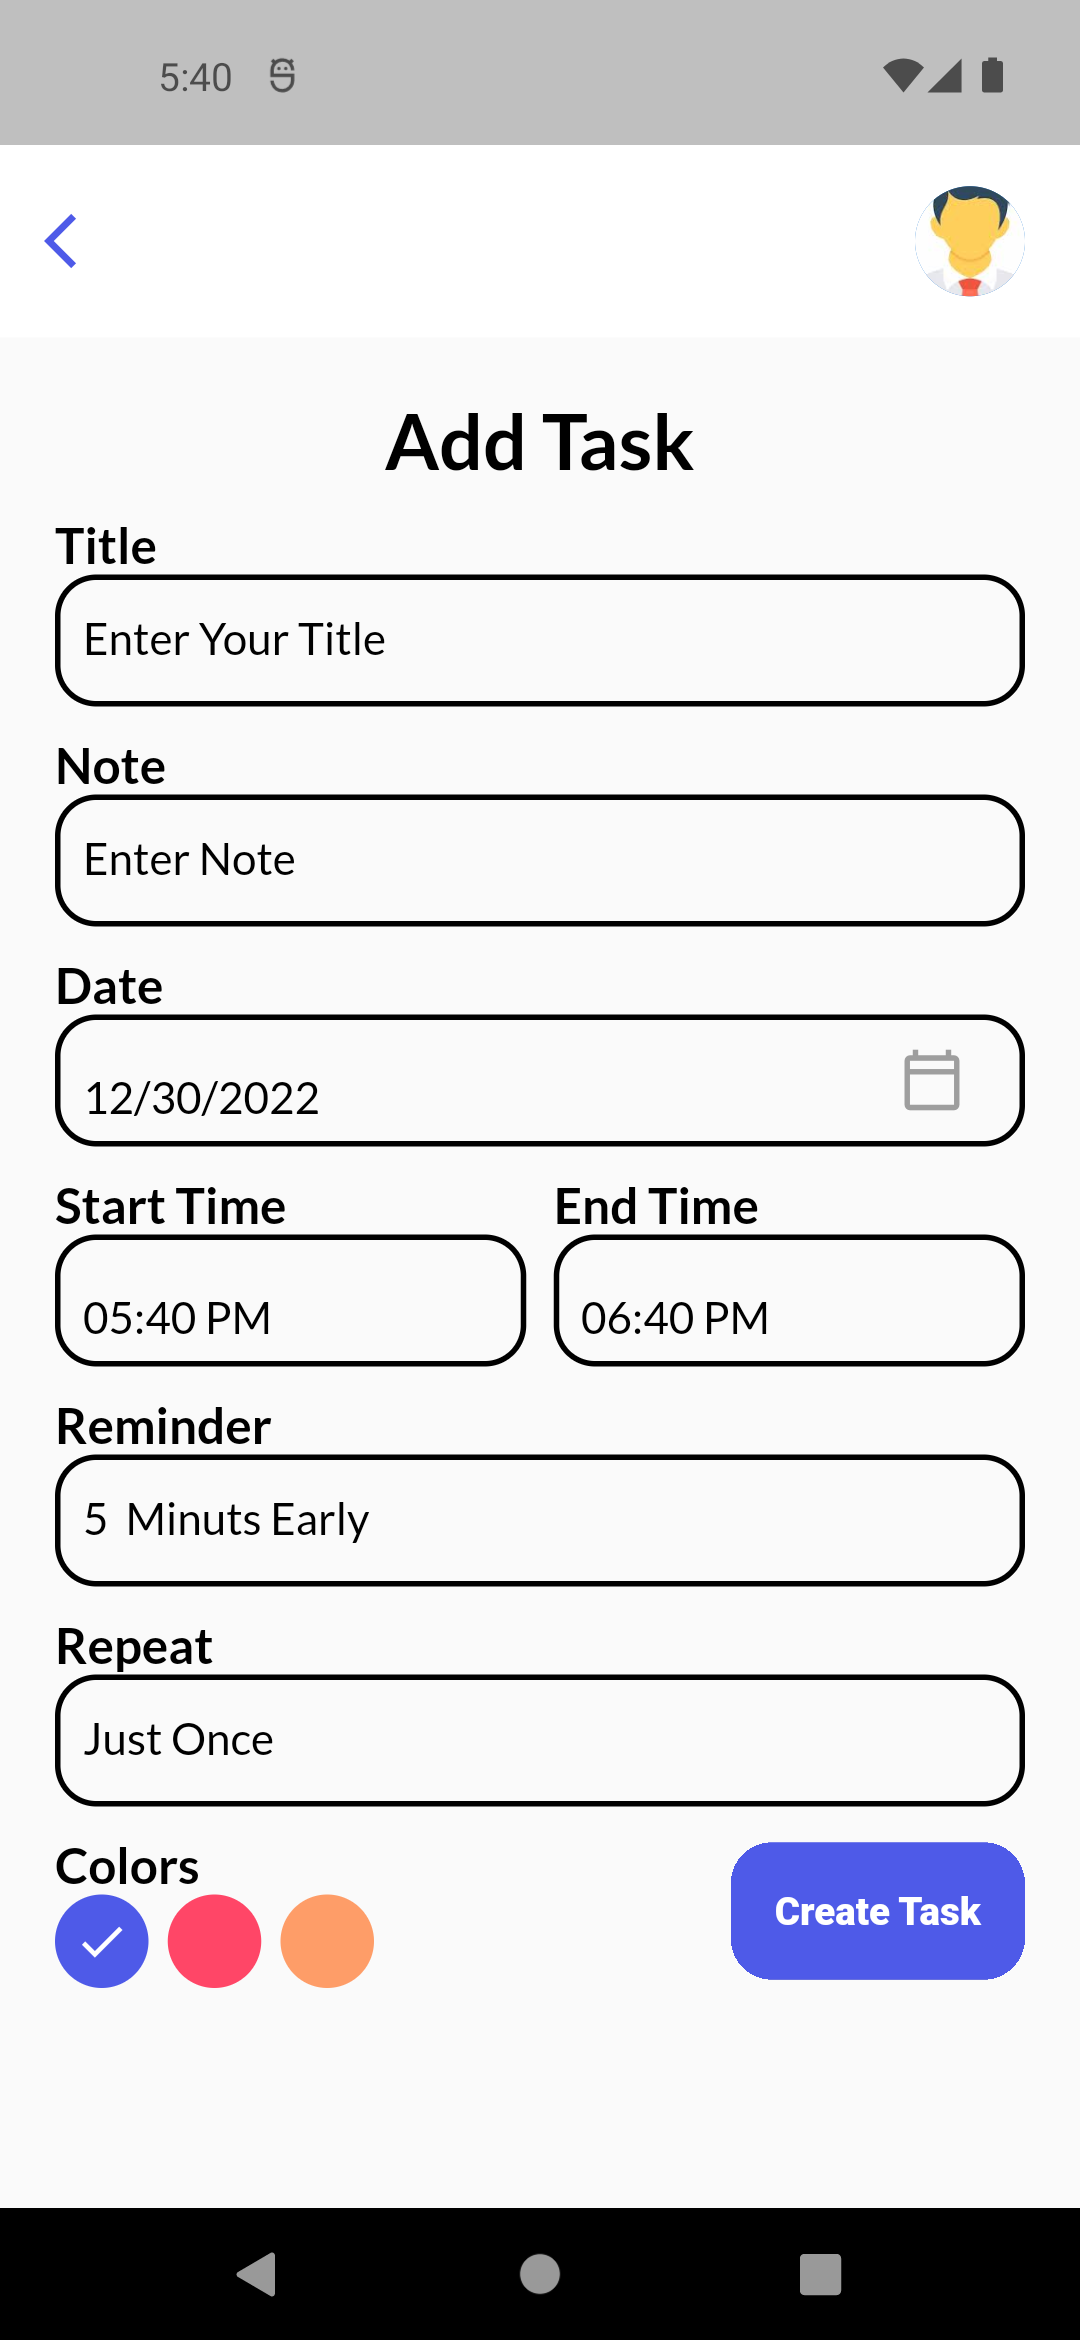 5:40
Add Task
Title
Enter Your Title
Note
Enter Note
Date
12/30/2022
Start Time End Time
05:40 PM 06:40 PM
Reminder
5 Minuts Early
Repeat
Just Once
Colors
Create Task